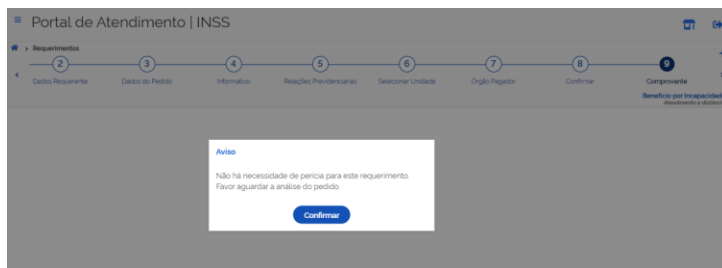 Portal de Atendimento | INSS
> Requerimentos
2 3 4 5 6 7 8 9
Dados Requerente Dados do Pedido Informativo Relações Previdenciárias Selecionar Unidade Órgão Pagador Confirmar Comprovante
Benefício por Incapacidad
Atendimento a distânc
Aviso
Não há necessidade de perícia para este requerimento.
Favor aguardar a análise do pedido.
Confirmar